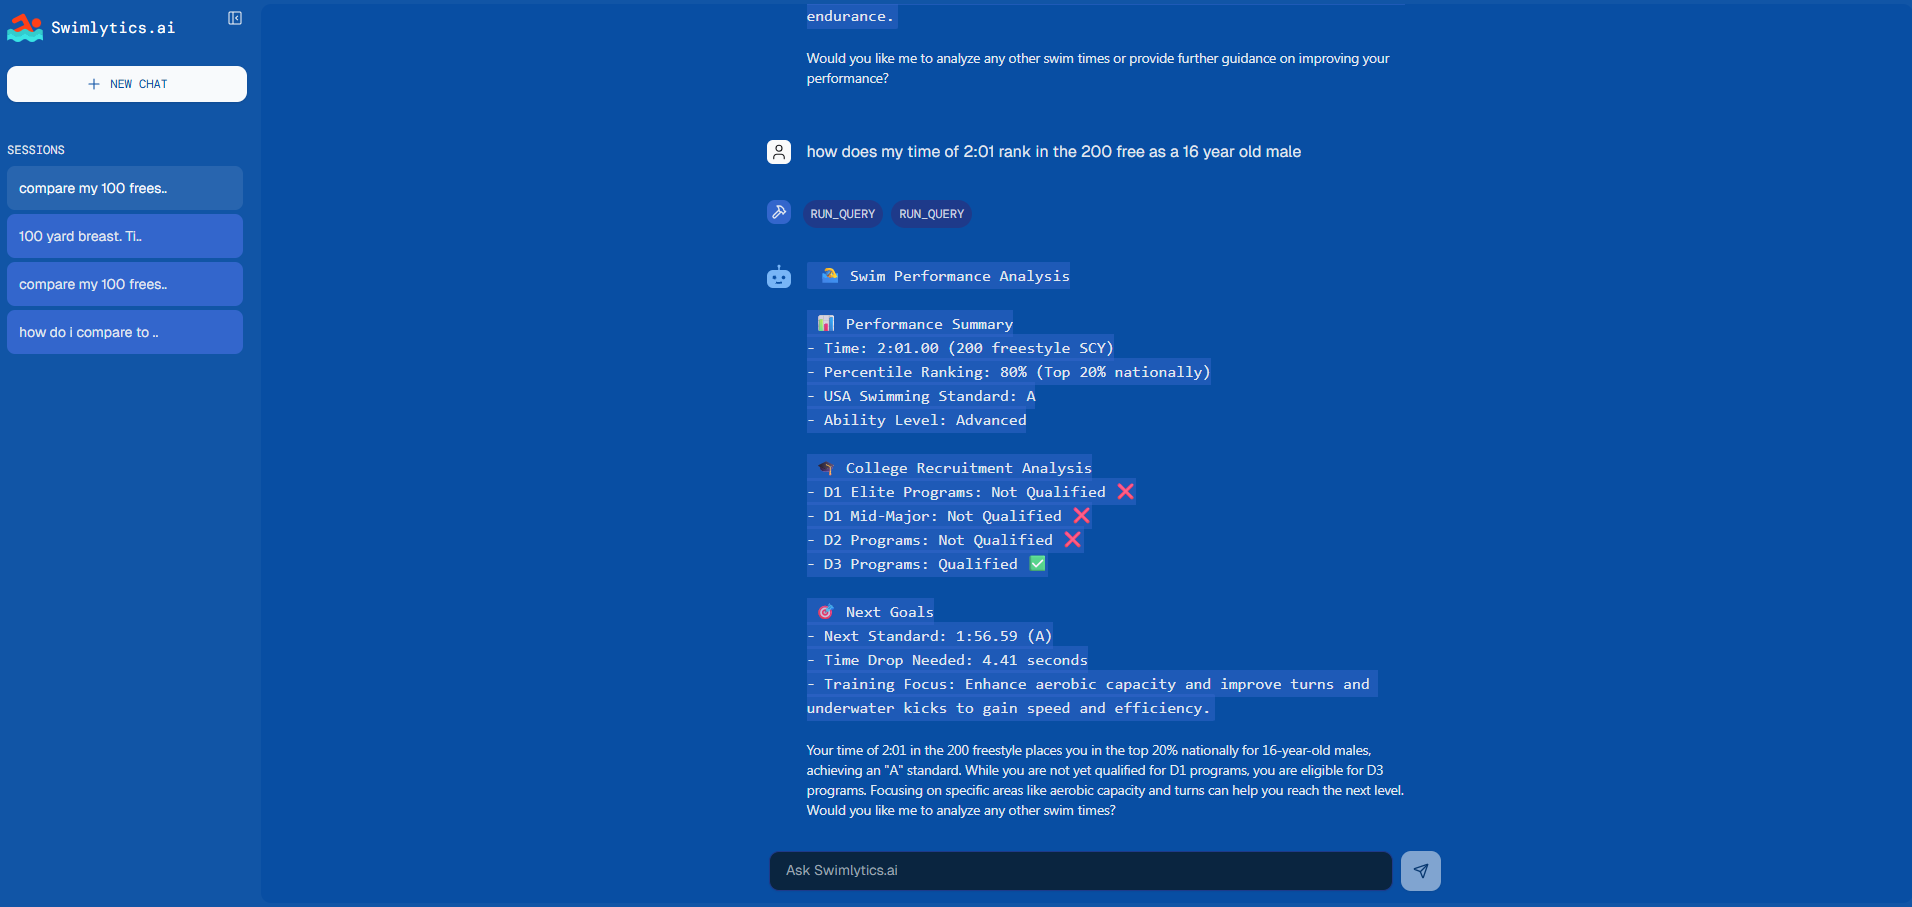 Swimlytics.ai
NEW CHAT
SESSIONS
compare my 100 frees..
100 yard breast. Ti..
compare my 100 frees..
how do i compare to ..
endurance.
Would you like me to analyze any other swim times or provide further guidance on improving your
performance?
how does my time of 2:01 rank in the 200 free as a 16 year old male
RUN_QUERY RUN_QUERY
🏊 Swim Performance Analysis
📊 Performance Summary
- Time: 2:01.00 (200 freestyle SCY)
- Percentile Ranking: 80% (Top 20% nationally)
- USA Swimming Standard: A
- Ability Level: Advanced
🎓 College Recruitment Analysis
- D1 Elite Programs: Not Qualified ❌
- D1 Mid-Major: Not Qualified ❌
- D2 Programs: Not Qualified ❌
- D3 Programs: Qualified ✅
🎯 Next Goals
- Next Standard: 1:56.59 (A)
- Time Drop Needed: 4.41 seconds
- Training Focus: Enhance aerobic capacity and improve turns and
underwater kicks to gain speed and efficiency.
Your time of 2:01 in the 200 freestyle places you in the top 20% nationally for 16-year-old males,
achieving an "A" standard. While you are not yet qualified for D1 programs, you are eligible for D3
programs. Focusing on specific areas like aerobic capacity and turns can help you reach the next level.
Would you like me to analyze any other swim times?
Ask Swimlytics.ai